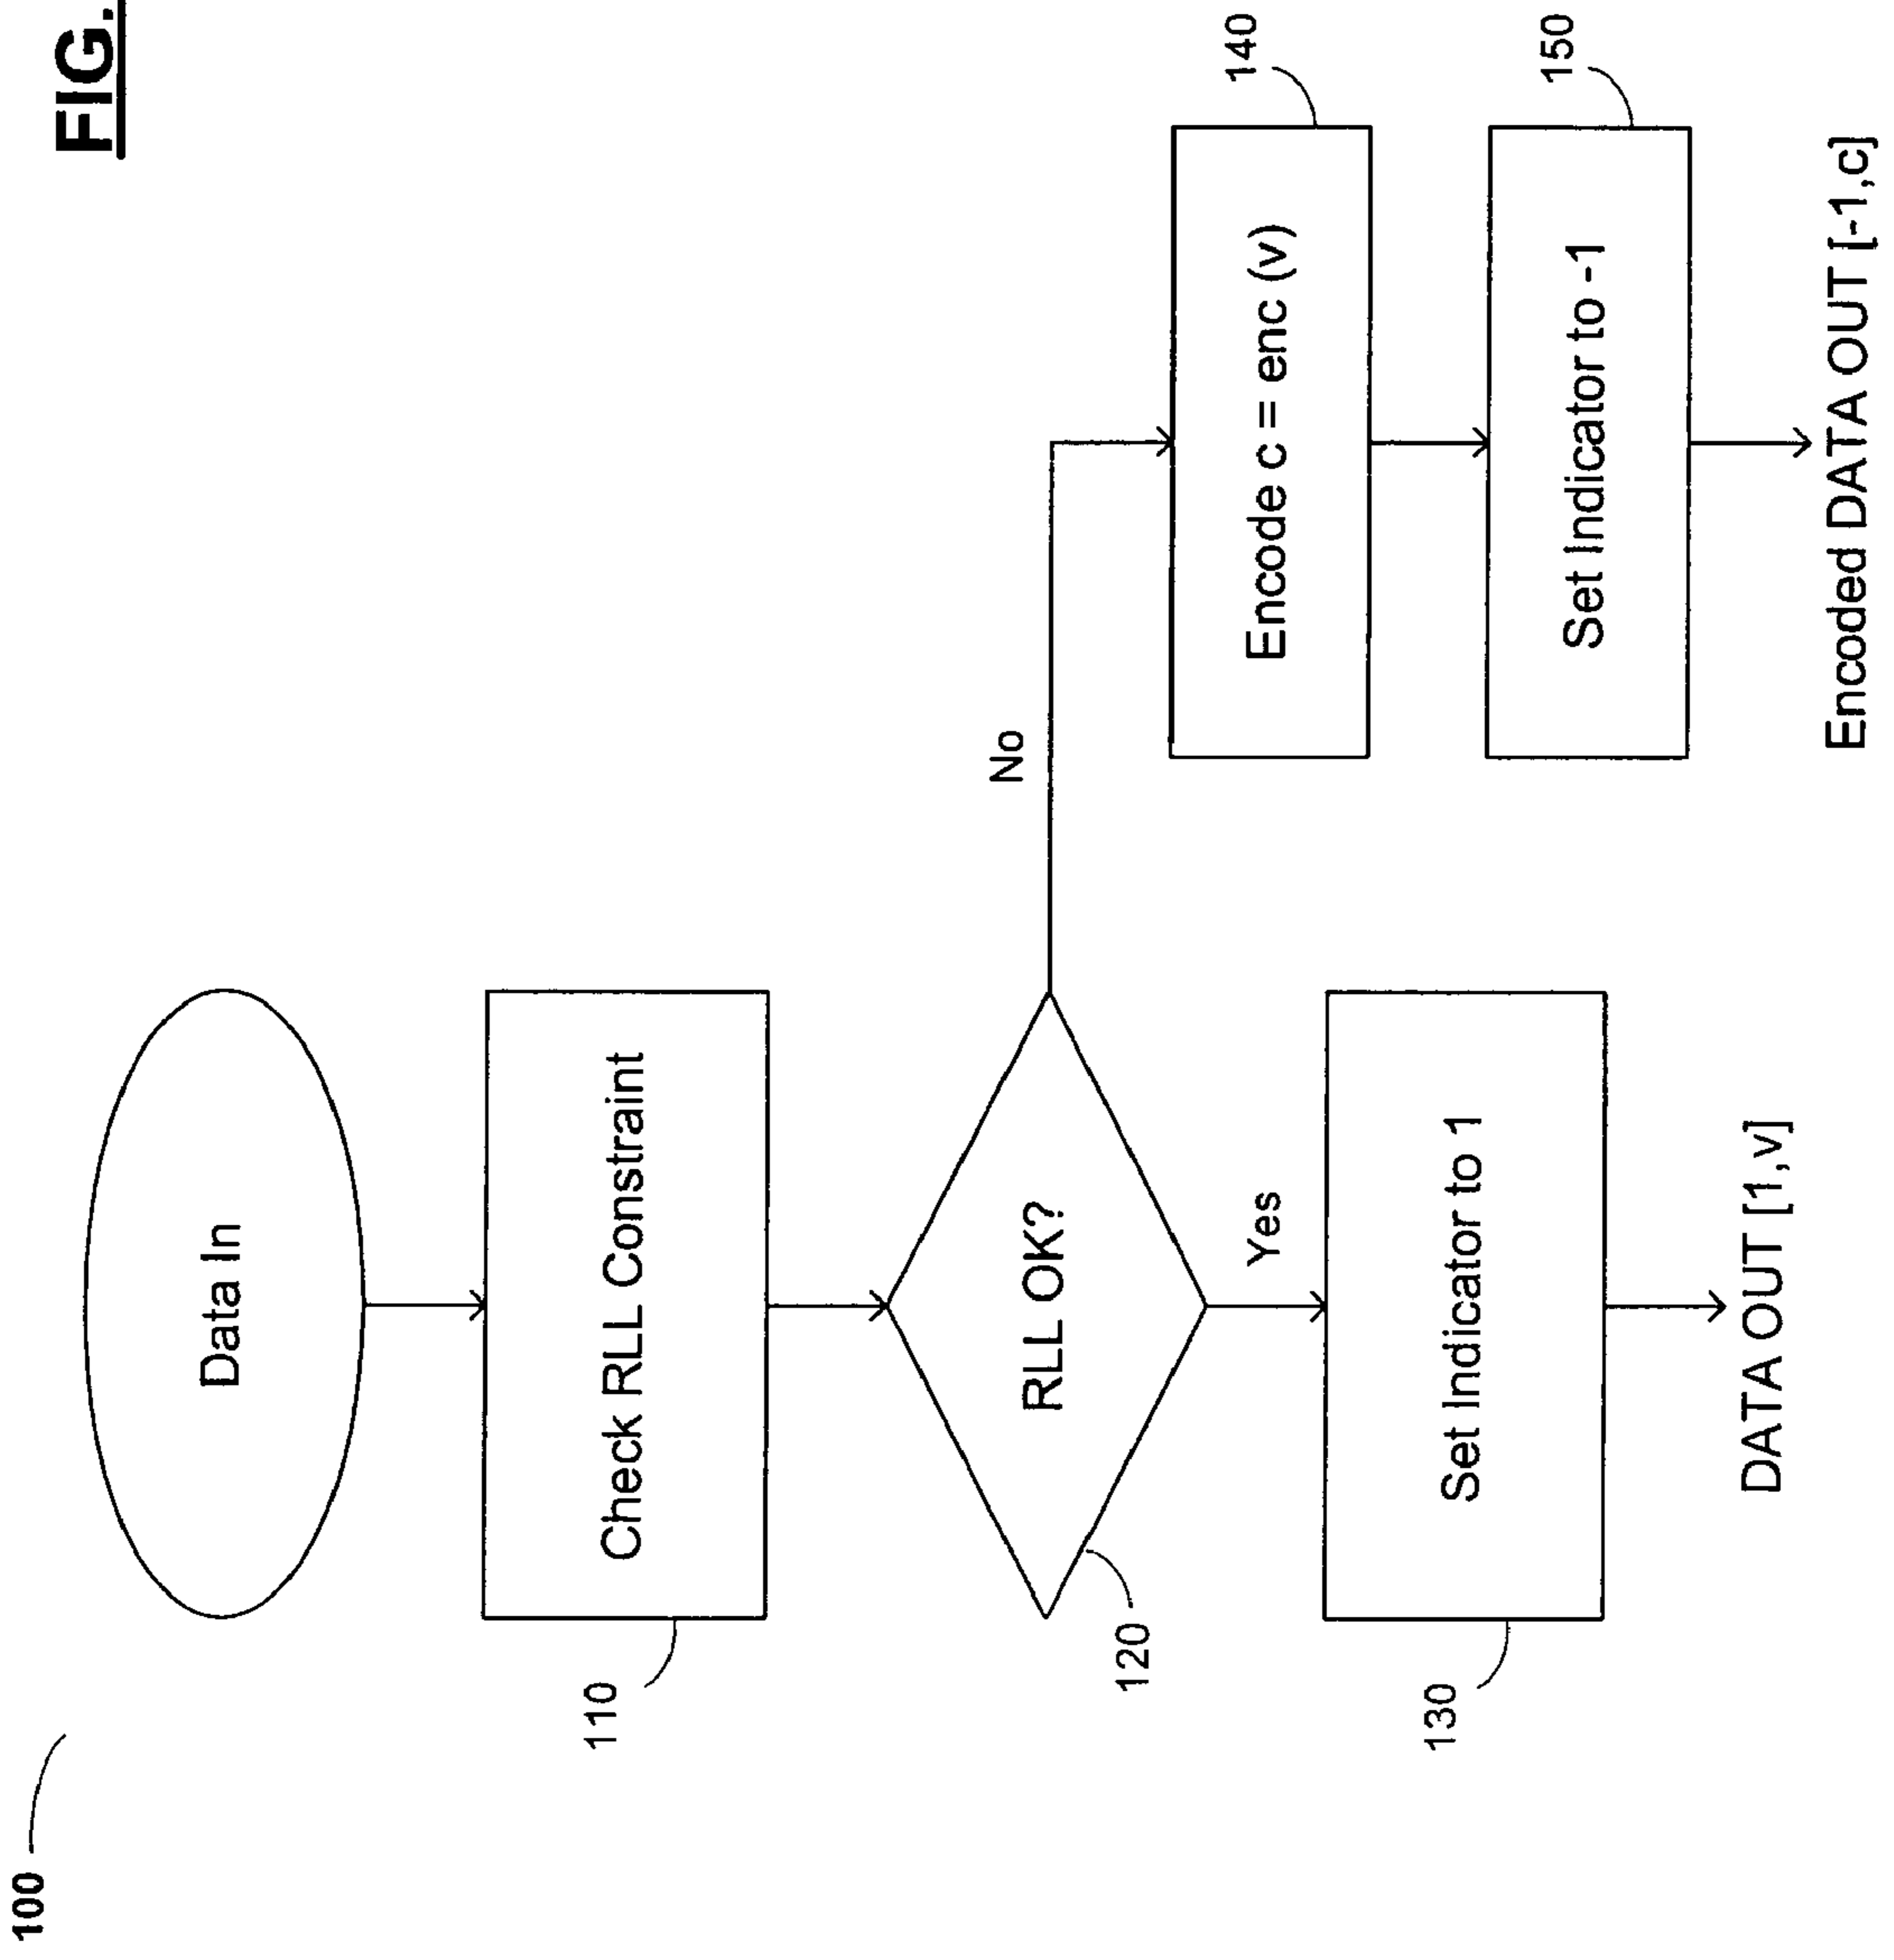 FIG.
100
Data In
110
Check RLL Constraint
RLL OK?
120
No
Yes
130
Set Indicator to 1
DATA OUT [1,v]
140
Encode c = enc (v)
150
Set Indicator to -1
Encoded DATA OUT [-1,c]